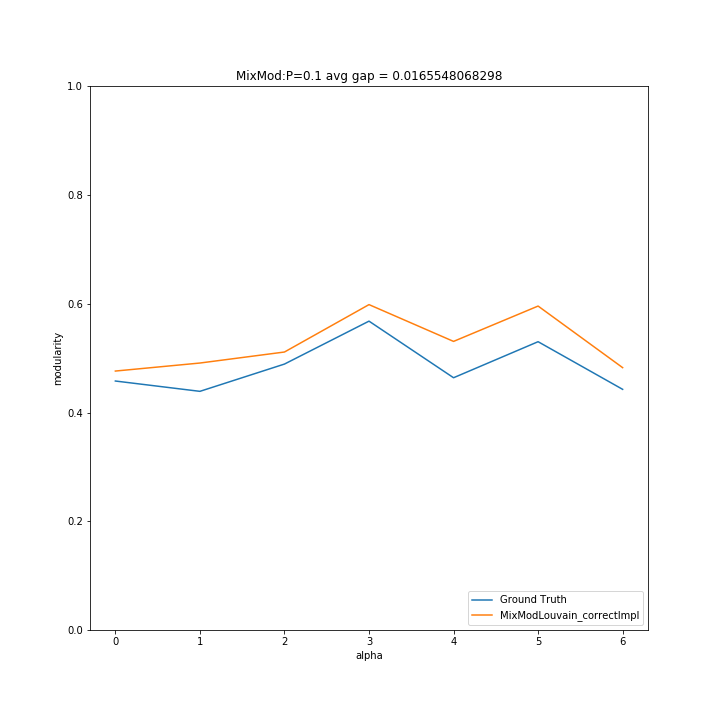 MixMod:P=0.1 avg gap = 0.0165548068298
1.0
0.8
0.6
0.4
0.2
0.0
modularity
0 1 2 3 4 5 6
alpha
Ground Truth
MixModLouvain_correctImpl